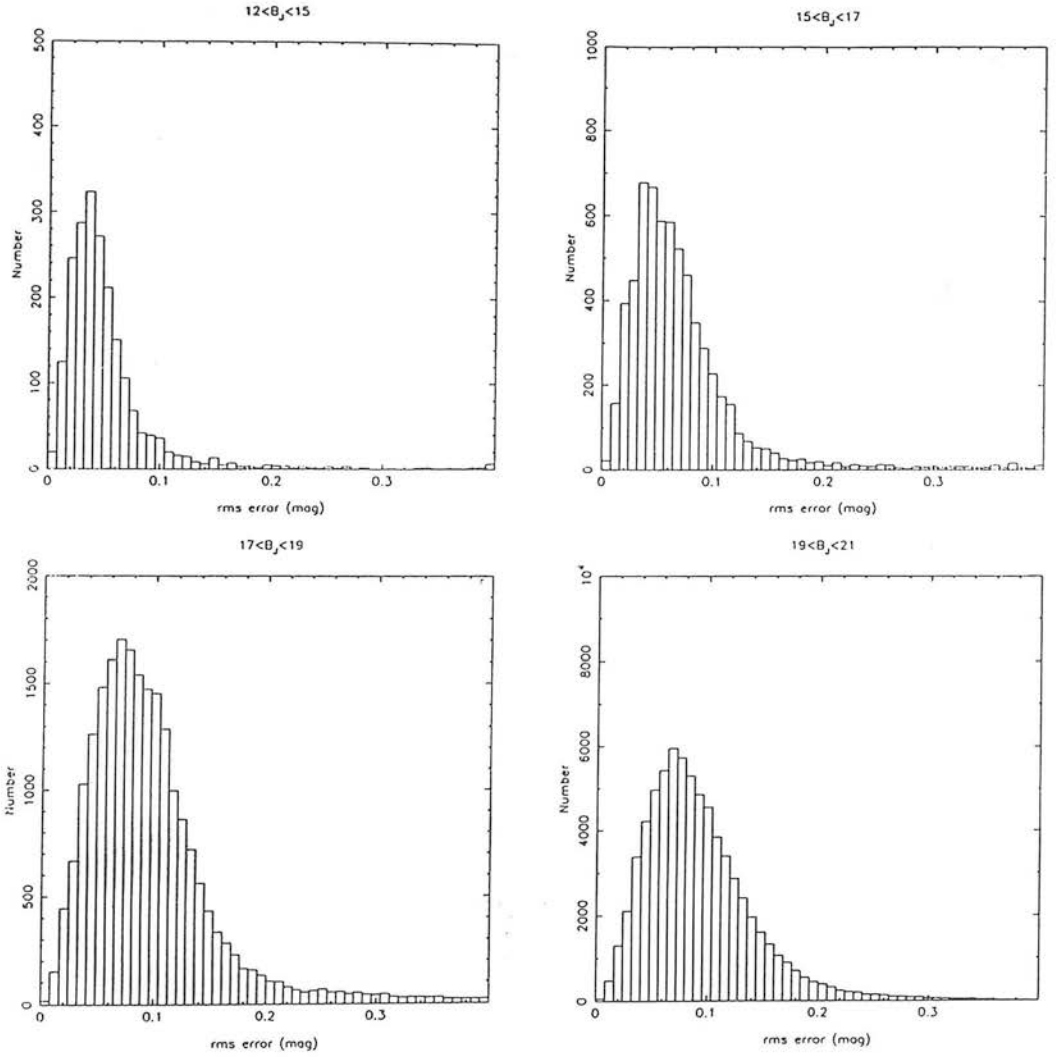 12<B_J<15
500
400
300
200
100
0
Number
0 0.1 0.2 0.3
rms error (mag)
15<B_J<17
1000
800
600
400
200
0
Number
0 0.1 0.2 0.3
rms error (mag)
17<B_J<19
2000
1500
1000
500
0
Number
0 0.1 0.2 0.3
rms error (mag)
19<B_J<21
10⁴
8000
6000
4000
2000
0
Number
0 0.1 0.2 0.3
rms error (mag)